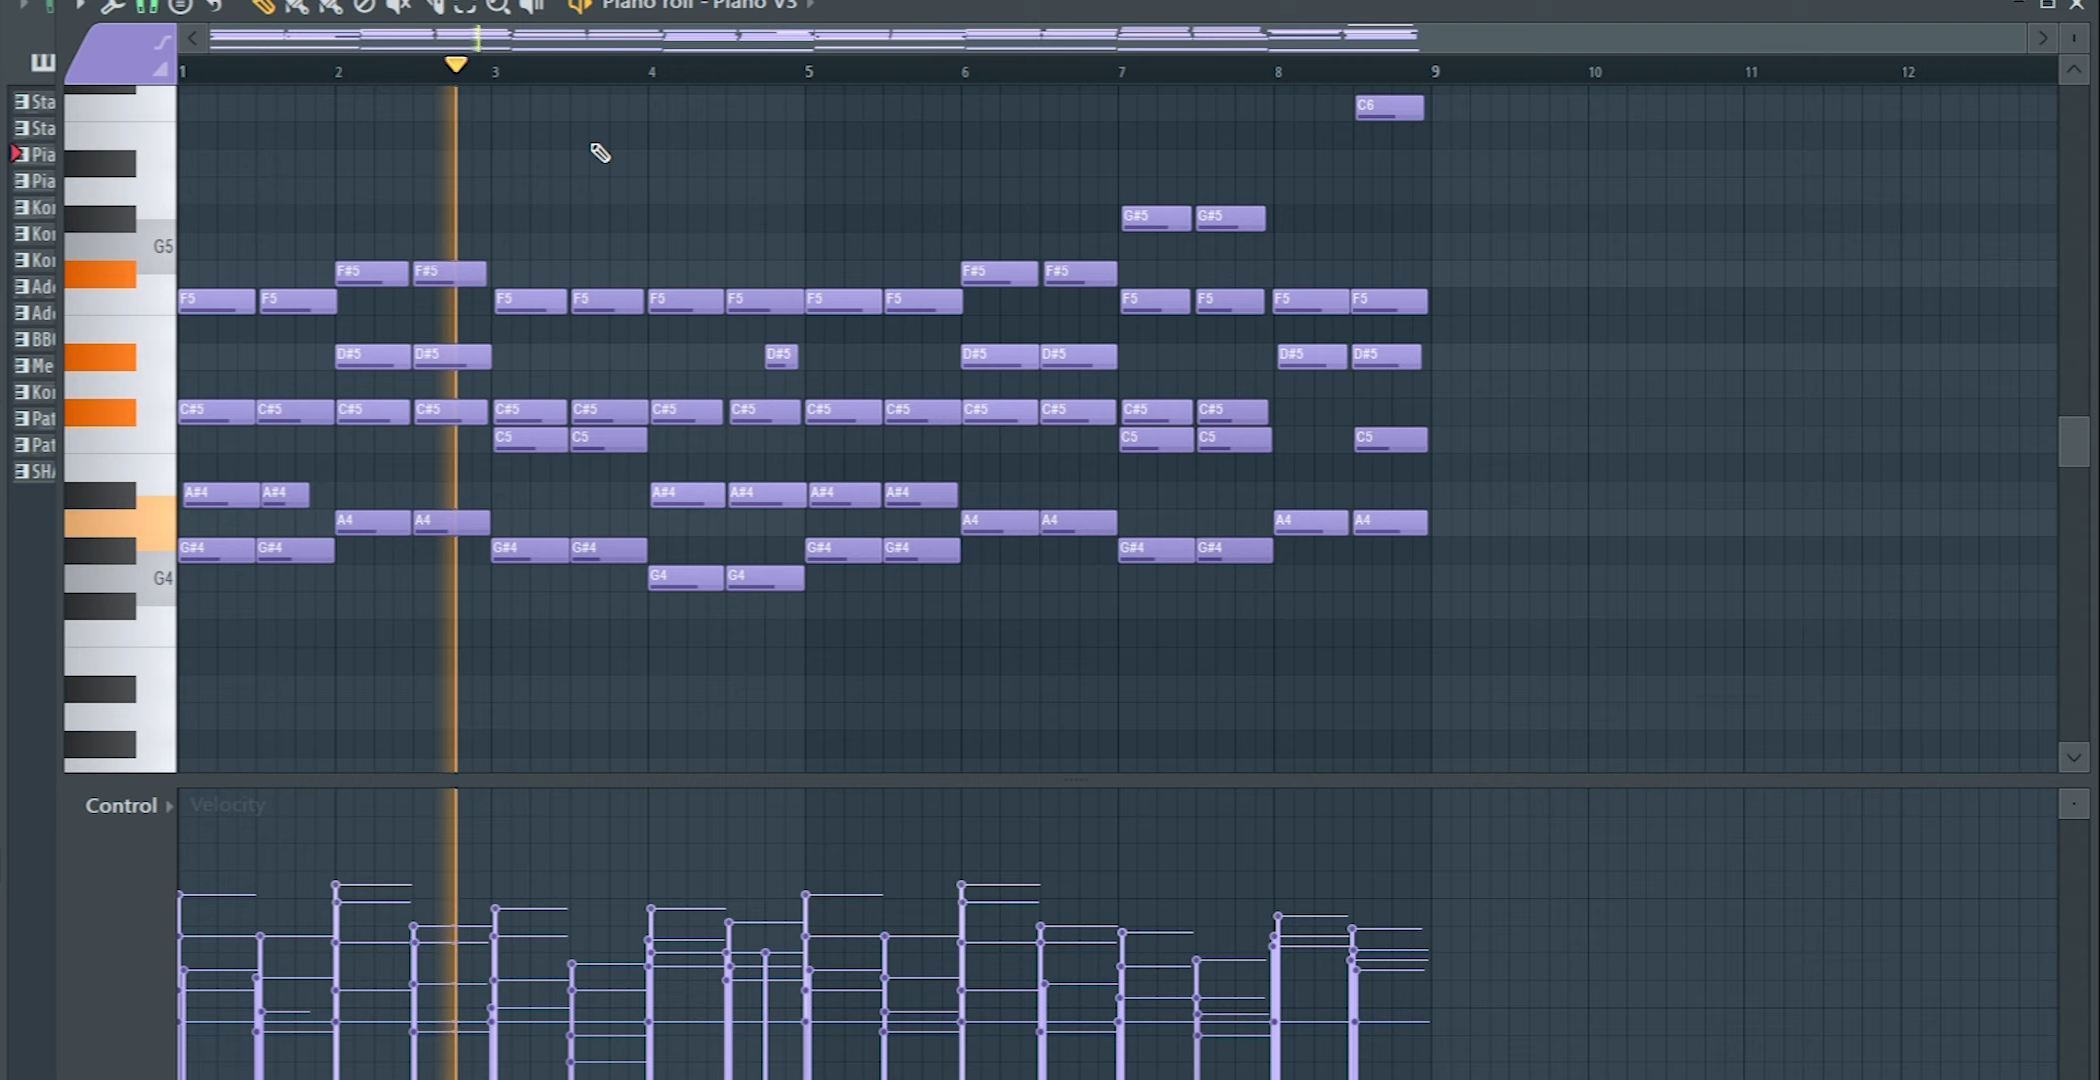 Piano roll - Piano V3
1 2 3 4 5 6 7 8 9 10 11 12
Sta
Sta
Pia
Pia
Kor
Kor
Kor
Ad
Ad
BB
Me
Kor
Pat
Pat
SH
C6
G#5 G#5
G5
F#5 F#5 F#5 F#5
F5 F5 F5 F5 F5 F5 F5 F5 F5 F5 F5 F5
D#5 D#5 D#5 D#5 D#5 D#5 D#5
C#5 C#5 C#5 C#5 C#5 C#5 C#5 C#5 C#5 C#5 C#5 C#5 C#5 C#5
C5 C5 C5 C5 C5
A#4 A#4 A#4 A#4 A#4 A#4
A4 A4 A4 A4 A4 A4
G#4 G#4 G#4 G#4 G#4 G#4 G#4 G#4
G4 G4 G4
Control Velocity